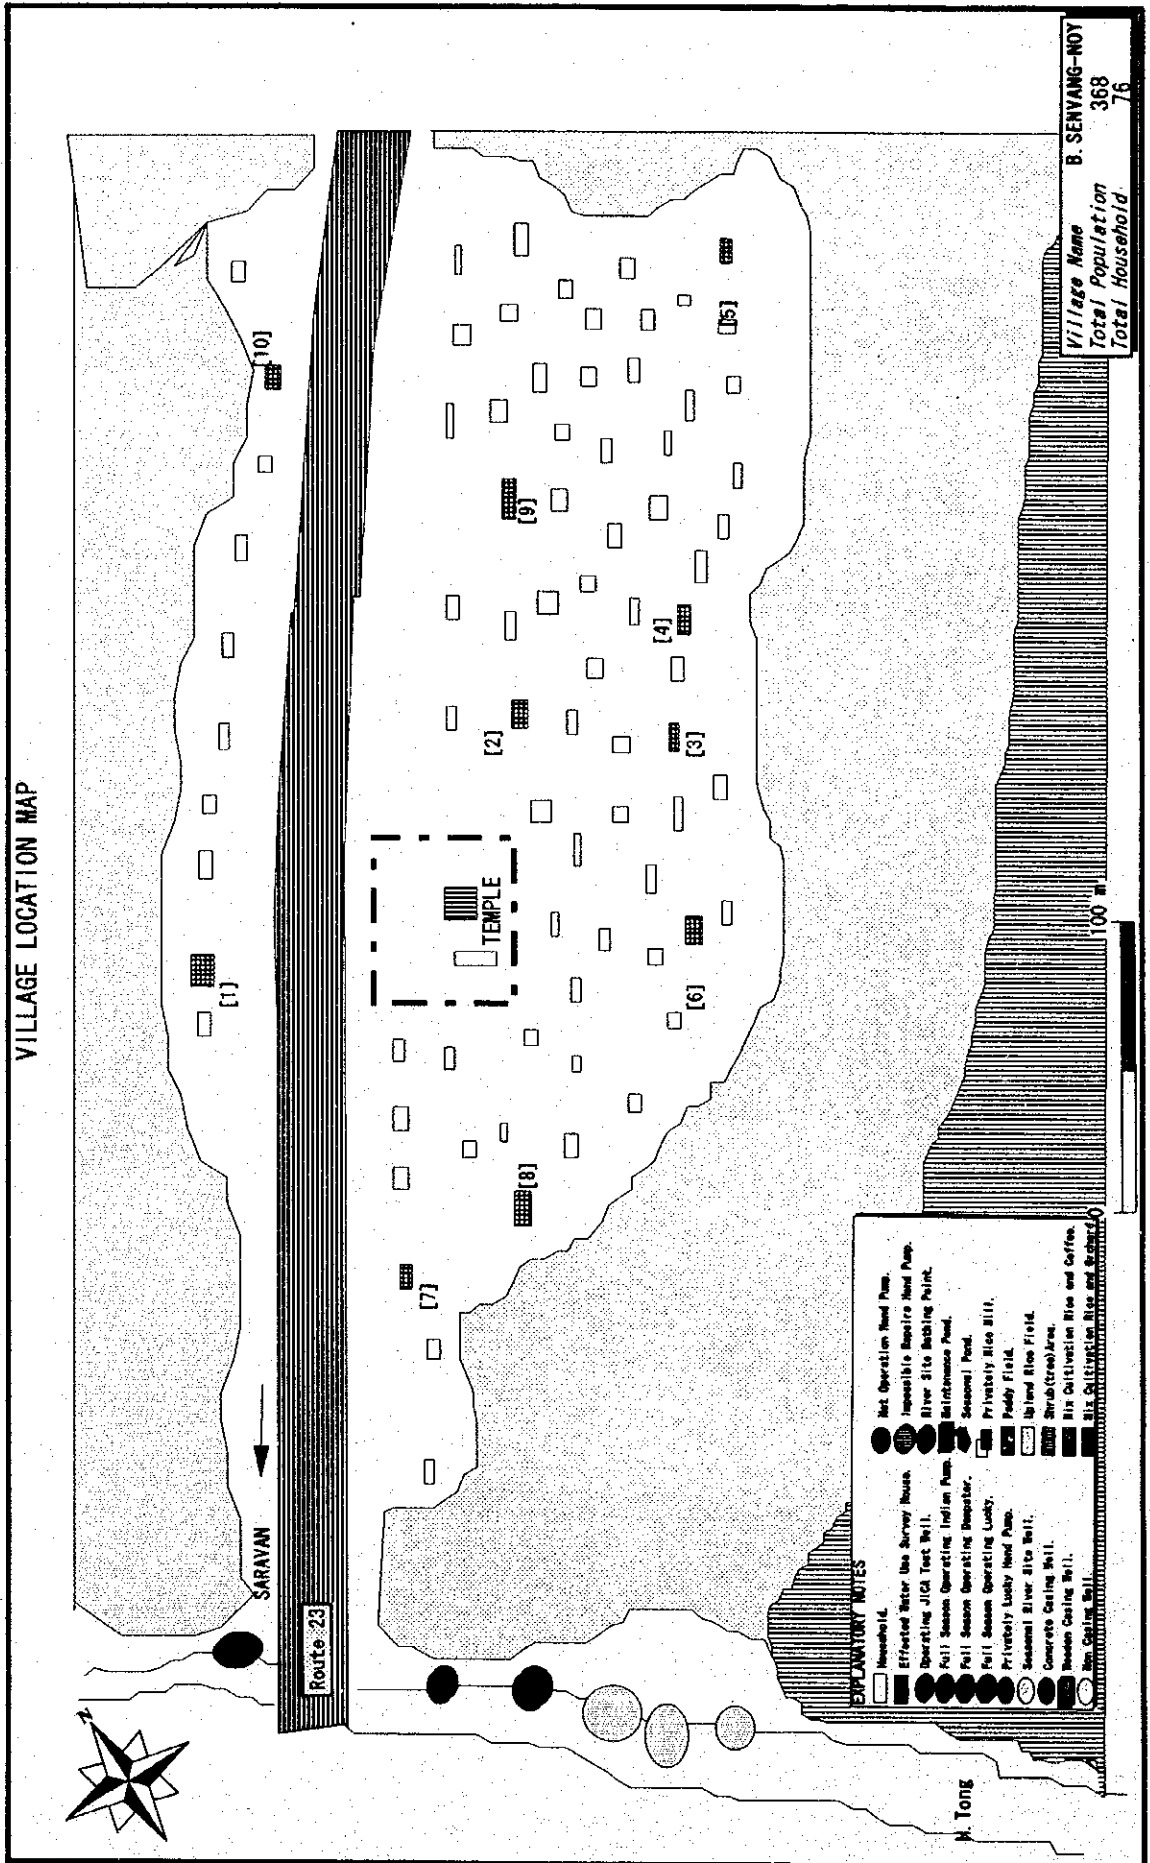 VILLAGE LOCATION MAP
Village Name B. SENVANG-NOY
Total Population 368
Total Household 76
[10]
[1]
[9]
[5]
[4]
[2]
[3]
TEMPLE
[6]
[8]
[7]
SARAVAN
Route 23
N
M. Tong
0
100 m
EXPLANATORY NOTES
Household.
Effected Water Use Survey House.
Operating JICA Test Well.
Full Season Operating Indian Pump.
Full Season Operating
Full Season Operating Lucky.
Privately Lucky Hand Pump.
Seasonal River Site Well.
Concrete Casing Well.
Wooden Casing Well.
Non Casing Well
Not Operation Hand Pump.
Impossible Repaire Hand Pump.
River Site Bathing Point.
Maintenance Pond.
Seasonal Pond.
Privately Rice Mill.
Paddy Field.
Upland Rice Field.
Shrub(tree)Area.
Mix Cultivation Rice and Coffee.
Mix Cultivation Rice and Orchard